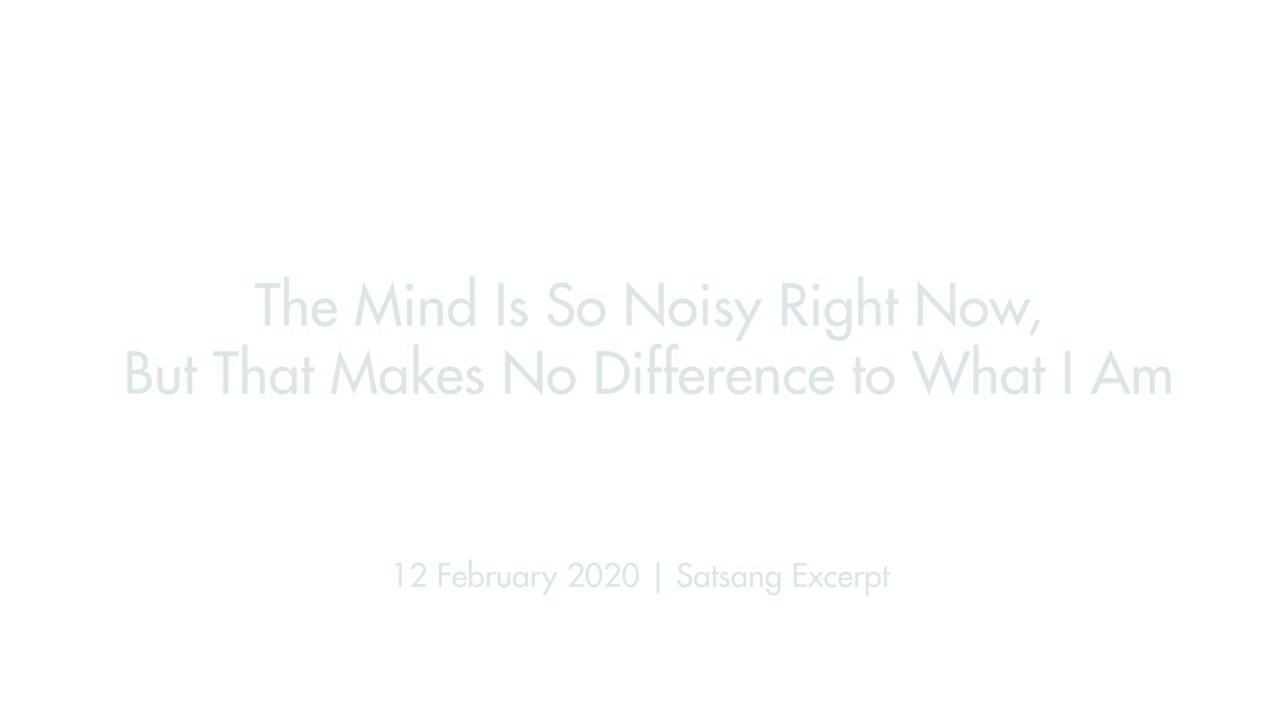 The Mind Is So Noisy Right Now,
But That Makes No Difference to What I Am
12 February 2020 | Satsang Excerpt